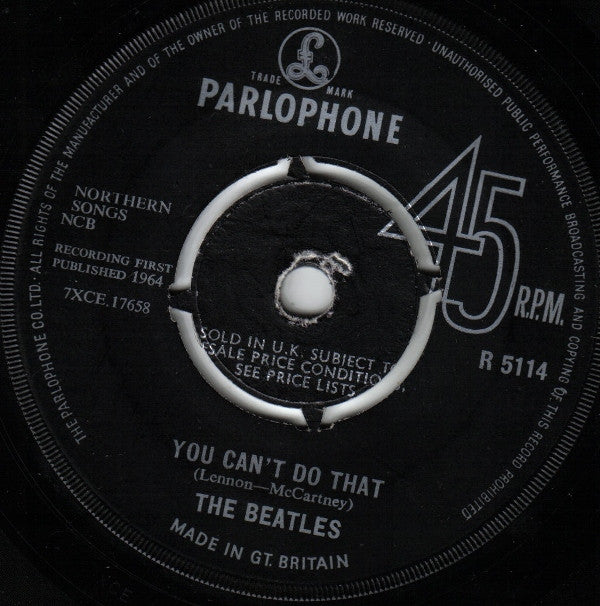 THE PARLOPHONE CO.LTD. ALL RIGHTS OF THE MANUFACTURER AND OF THE OWNER OF THE RECORDED WORK RESERVED · UNAUTHORISED PUBLIC PERFORMANCE BROADCASTING AND COPYING OF THIS RECORD PROHIBITED
£
TRADE MARK
PARLOPHONE
45
R.P.M.
NORTHERN
SONGS
NCB
RECORDING FIRST
PUBLISHED 1964
7XCE.17658
R 5114
SOLD IN U.K. SUBJECT
SALE PRICE
SEE PRICE LISTS
YOU CAN'T DO THAT
(Lennon—McCartney)
THE BEATLES
MADE IN GT. BRITAIN